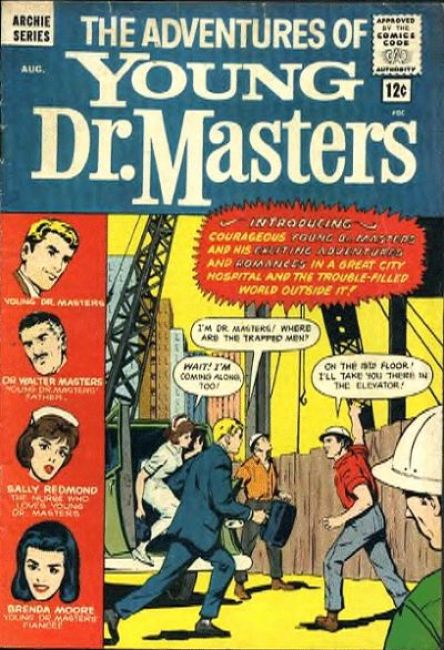 ARCHIE
SERIES
AUG.
THE ADVENTURES OF
YOUNG
DR. MASTERS
APPROVED
BY THE
COMICS
CODE
AUTHORITY
12¢
INTRODUCING
COURAGEOUS YOUNG DR. MASTERS
AND HIS EXCITING ADVENTURES
AND ROMANCES IN A GREAT CITY
HOSPITAL AND THE TROUBLE-FILLED
WORLD OUTSIDE IT!
YOUNG DR. MASTERS
DR. WALTER MASTERS
YOUNG DR. MASTERS'
FATHER..
SALLY REDMOND
THE NURSE WHO
LOVES YOUNG
DR. MASTERS
BRENDA MOORE
YOUNG DR. MASTERS'
FIANCÉE
I'M DR. MASTERS! WHERE
ARE THE TRAPPED MEN?
WAIT! I'M
COMING ALONG,
TOO!
ON THE 15TH FLOOR!
I'LL TAKE YOU THERE IN
THE ELEVATOR!